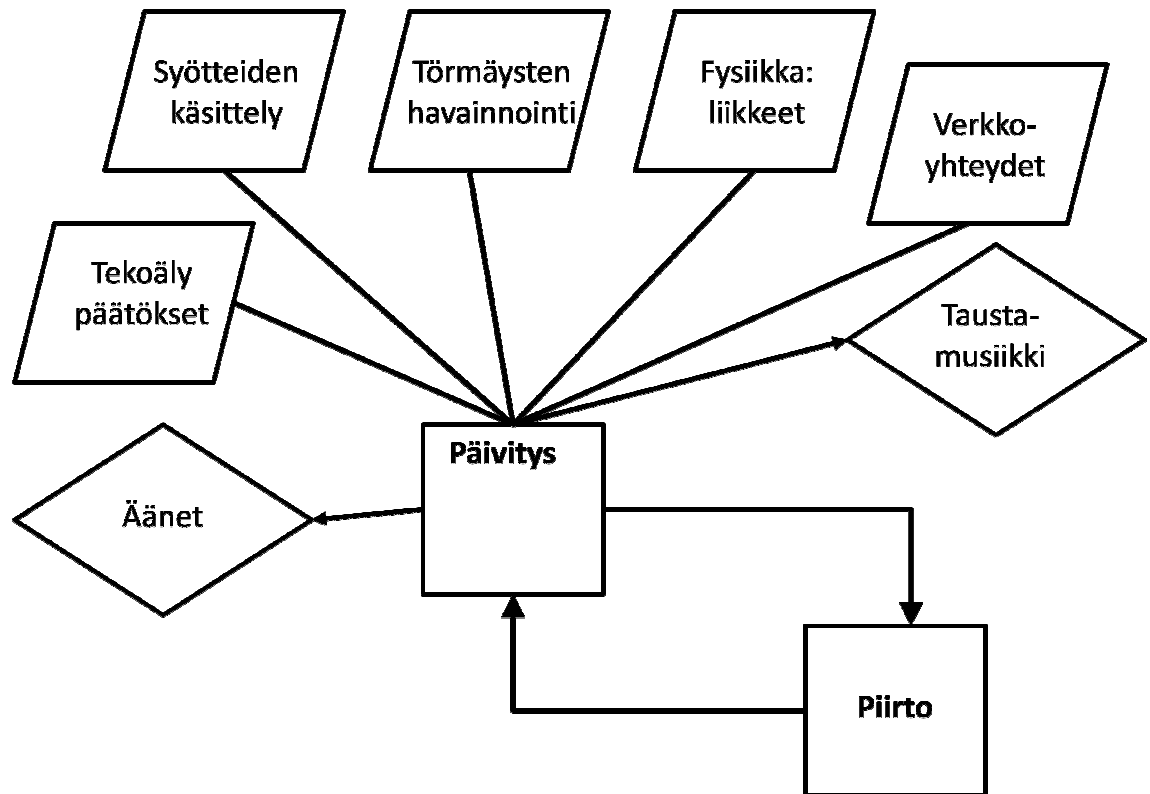 Syötteiden
käsittely
Törmäysten
havainnointi
Fysiikka:
liikkeet
Verkko-
yhteydet
Tekoäly
päätökset
Tausta-
musiikki
Päivitys
Äänet
Piirto